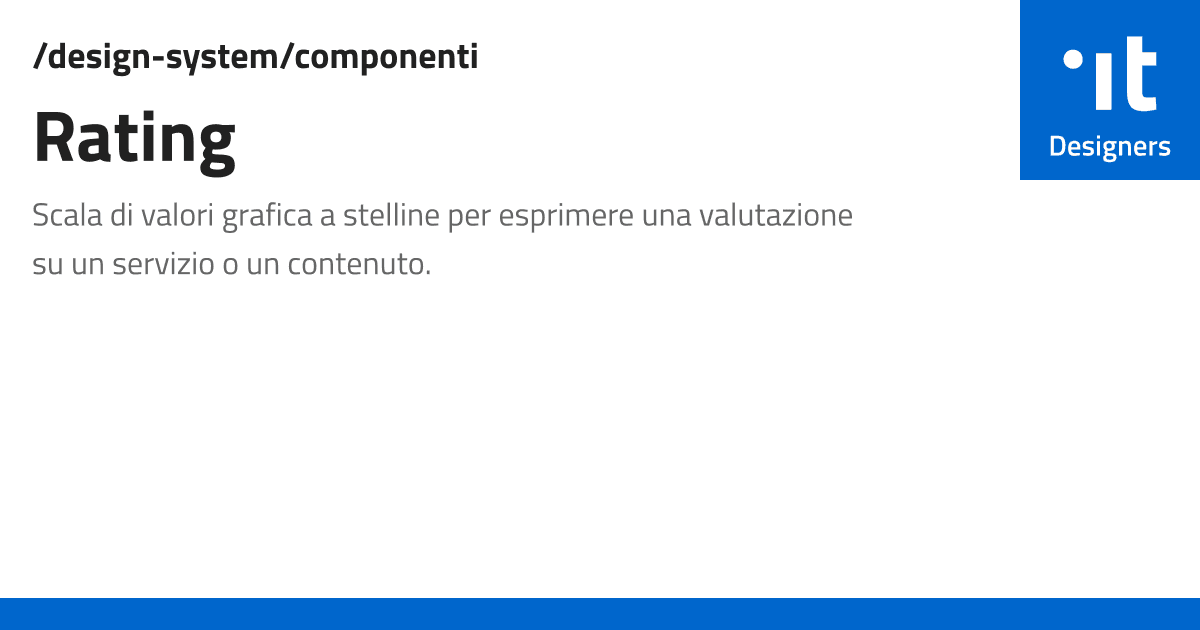 /design-system/componenti
Rating
Scala di valori grafica a stelline per esprimere una valutazione
su un servizio o un contenuto.
.it
Designers